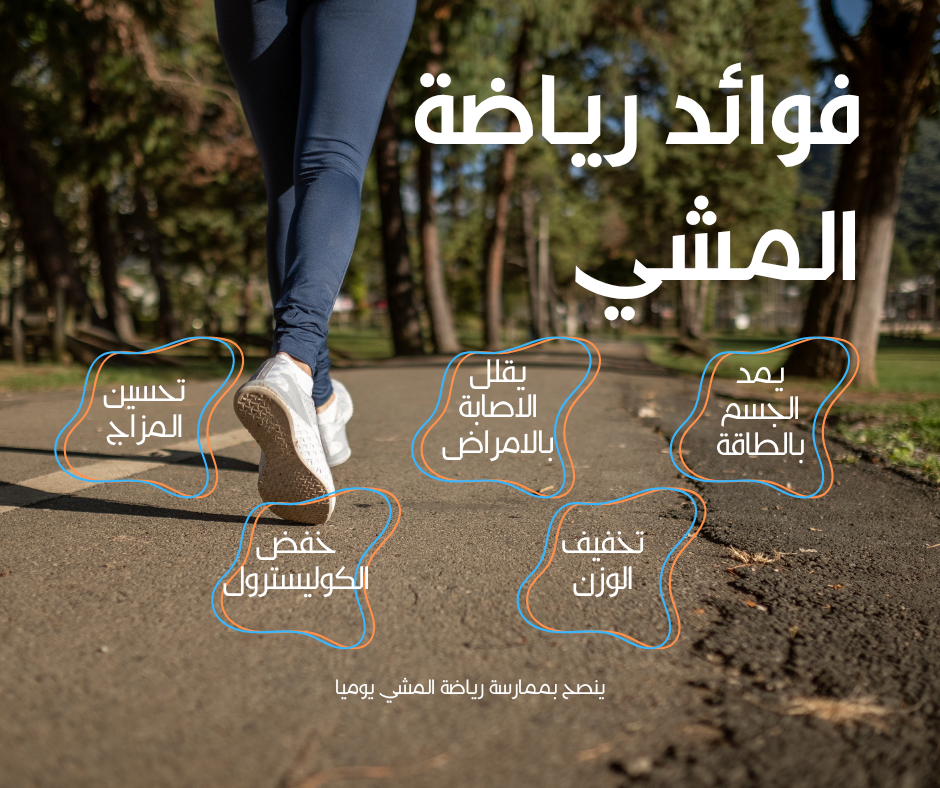 فوائد رياضة
المشي
يمد
الجسم
بالطاقة
يقلل
الاصابة
بالامراض
تحسين
المزاج
تخفيف
الوزن
خفض
الكوليسترول
ينصح بممارسة رياضة المشي يوميا